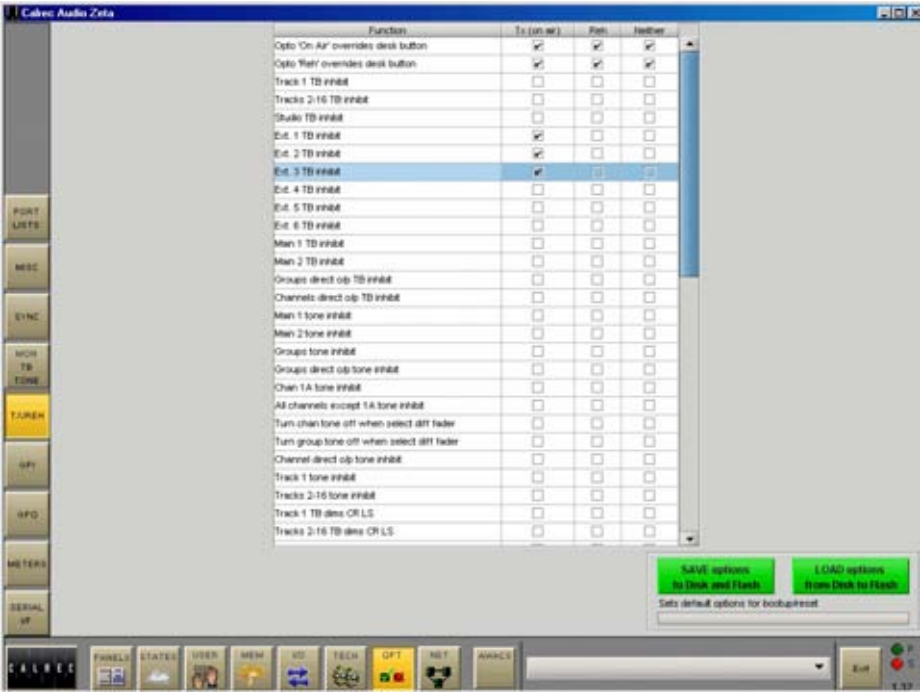 Calrec Audio Zeta
Function Tx (on air) Reh Neither
Opto 'On Air' overrides desk button
Opto 'Reh' overrides desk button
Track 1 TB inhibit
Tracks 2-16 TB inhibit
Studio TB inhibit
Ext. 1 TB inhibit
Ext. 2 TB inhibit
Ext. 3 TB inhibit
Ext. 4 TB inhibit
Ext. 5 TB inhibit
Ext. 6 TB inhibit
Main 1 TB inhibit
Main 2 TB inhibit
Groups direct o/p TB inhibit
Channels direct o/p TB inhibit
Main 1 tone inhibit
Main 2 tone inhibit
Groups tone inhibit
Groups direct o/p tone inhibit
Chan 1A tone inhibit
All channels except 1A tone inhibit
Turn chan tone off when select diff fader
Turn group tone off when select diff fader
Channel direct o/p tone inhibit
Track 1 tone inhibit
Tracks 2-16 tone inhibit
Track 1 TB dims CR LS
Tracks 2-16 TB dims CR LS
PORT
LISTS
MISC
SYNC
MON
TB
TONE
TX/REH
GPI
GPO
METERS
SERIAL
I/F
SAVE options
to Disk and Flash
LOAD options
from Disk to Flash
Sets default options for bootup/reset
CALREC
PANELS STATES USER MEM I/O TECH OPT NET AWACS
Exit